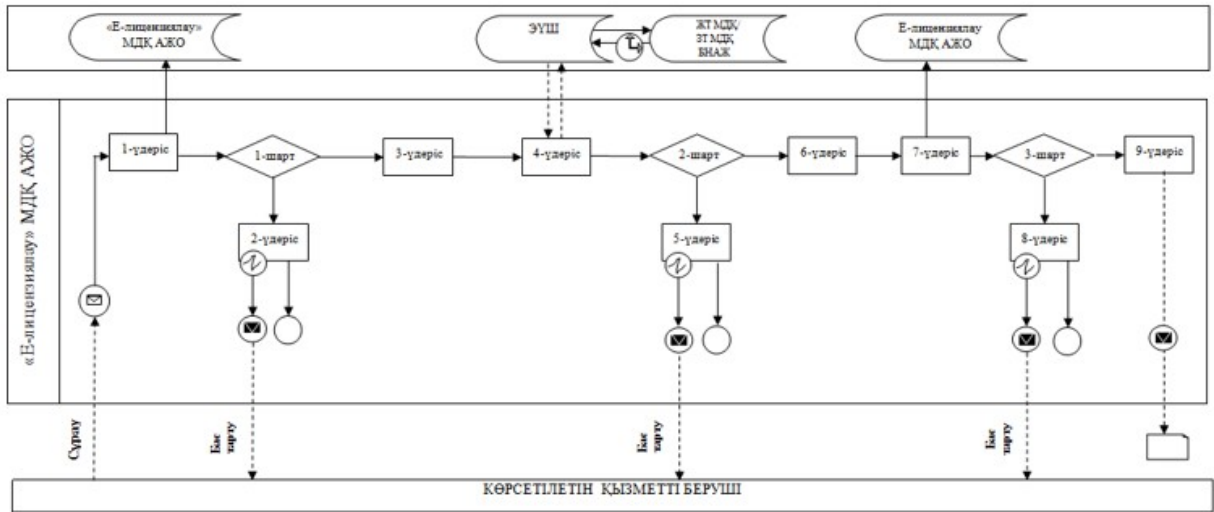 «Е-лицензиялау»
МДҚ АЖО
ЭҮШ
ЖТ МДҚ/
ЗТ МДҚ
БНАЖ
Е-лицензиялау
МДҚ АЖО
«Е-лицензиялау» МДҚ АЖО
1-үдеріс
1-шарт
3-үдеріс
4-үдеріс
2-шарт
6-үдеріс
7-үдеріс
3-шарт
9-үдеріс
2-үдеріс
5-үдеріс
8-үдеріс
Сұрау
Бас
тарту
Бас
тарту
Бас
тарту
КӨРСЕТІЛЕТІН ҚЫЗМЕТТІ БЕРУШІ